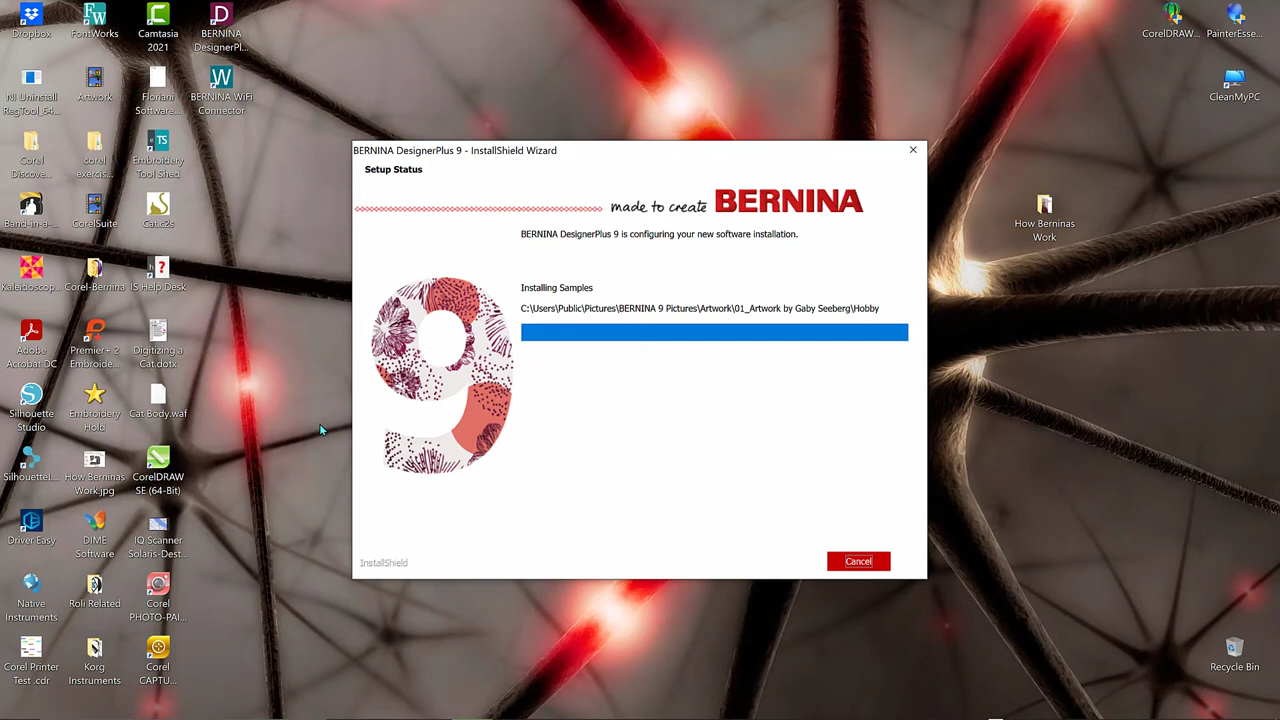 Dropbox
FontWorks
Camtasia
2021
BERNINA
DesignerPl...
CorelDRAW...
PainterEsse...
NI Uninstall
RegTool_64...
Artwork
Floriani
Software...
BERNINA WiFi
Connector
CleanMyPC
Corel
Discove...
corel
exercis...
Embroidery
Tool Shed
Band-in-a-...
CorelSuite
Cat.c2s
How Berninas
Work
Kaleidoscop...
Corel-Bernina
IS Help Desk
Adobe
Acrobat DC
Premier+ 2
Embroide...
Digitizing a
Cat.dotx
Silhouette
Studio
Embroidery
Hold
Cat Body.waf
SilhouetteL...
How Berninas
Work.jpg
CorelDRAW
SE (64-Bit)
Driver Easy
DIME
Software
IQ Scanner
Solaris-Dest...
Native
Instruments
Roli Related
Corel
PHOTO-PAI...
Corel Printer
Test .cdr
Korg
Instruments
Corel
CAPTU...
Recycle Bin
BERNINA DesignerPlus 9 - InstallShield Wizard
Setup Status
made to create BERNINA
BERNINA DesignerPlus 9 is configuring your new software installation.
Installing Samples
C:\Users\Public\Pictures\BERNINA 9 Pictures\Artwork\01_Artwork by Gaby Seeberg\Hobby
9
InstallShield
Cancel